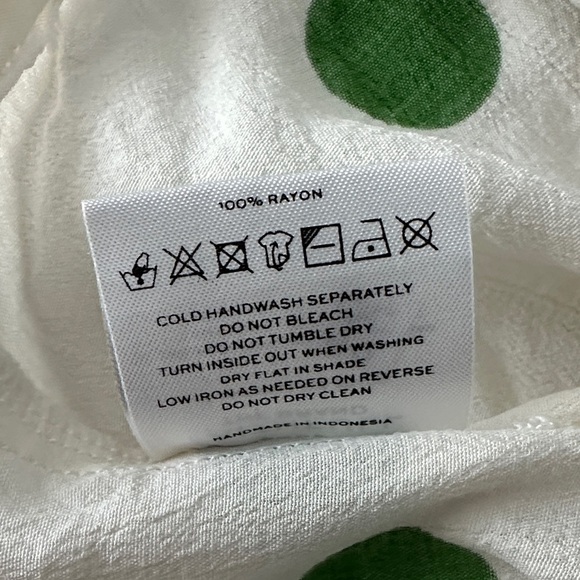 100% RAYON
COLD HANDWASH SEPARATELY
DO NOT BLEACH
DO NOT TUMBLE DRY
TURN INSIDE OUT WHEN WASHING
DRY FLAT IN SHADE
LOW IRON AS NEEDED ON REVERSE
DO NOT DRY CLEAN
HANDMADE IN INDONESIA